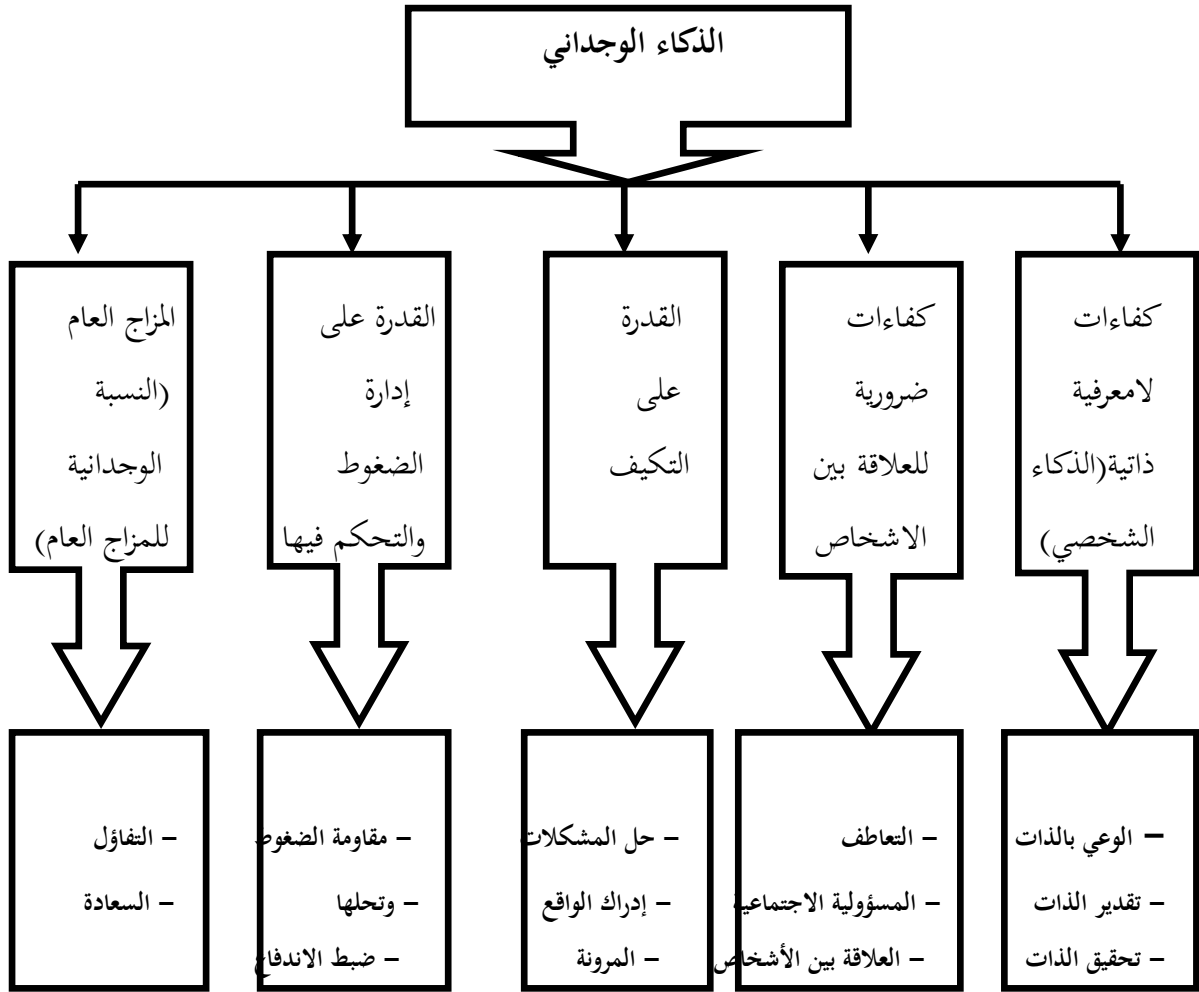 الذكاء الوجداني
كفاءات
لامعرفية
ذاتية(الذكاء
الشخصي)
كفاءات
ضرورية
للعلاقة بين
الاشخاص
القدرة
على
التكيف
القدرة على
إدارة
الضغوط
والتحكم فيها
المزاج العام
(النسبة
الوجدانية
للمزاج العام)
– الوعي بالذات
– تقدير الذات
– تحقيق الذات
– التعاطف
– المسؤولية الاجتماعية
– العلاقة بين الأشخاص
– حل المشكلات
– إدراك الواقع
– المرونة
– مقاومة الضغوط
– وتحلها
– ضبط الاندفاع
– التفاؤل
– السعادة